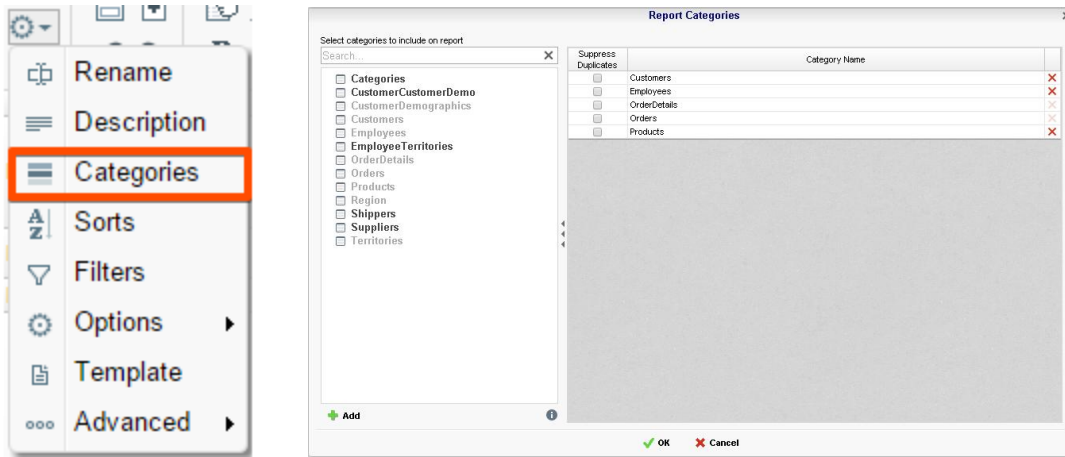 Rename
Description
Categories
Sorts
Filters
Options
Template
Advanced
Report Categories
Select categories to include on report
Search...
Categories
CustomerCustomerDemo
CustomerDemographics
Customers
Employees
EmployeeTerritories
OrderDetails
Orders
Products
Region
Shippers
Suppliers
Territories
Add
Suppress Duplicates
Category Name
Customers
Employees
OrderDetails
Orders
Products
OK
Cancel